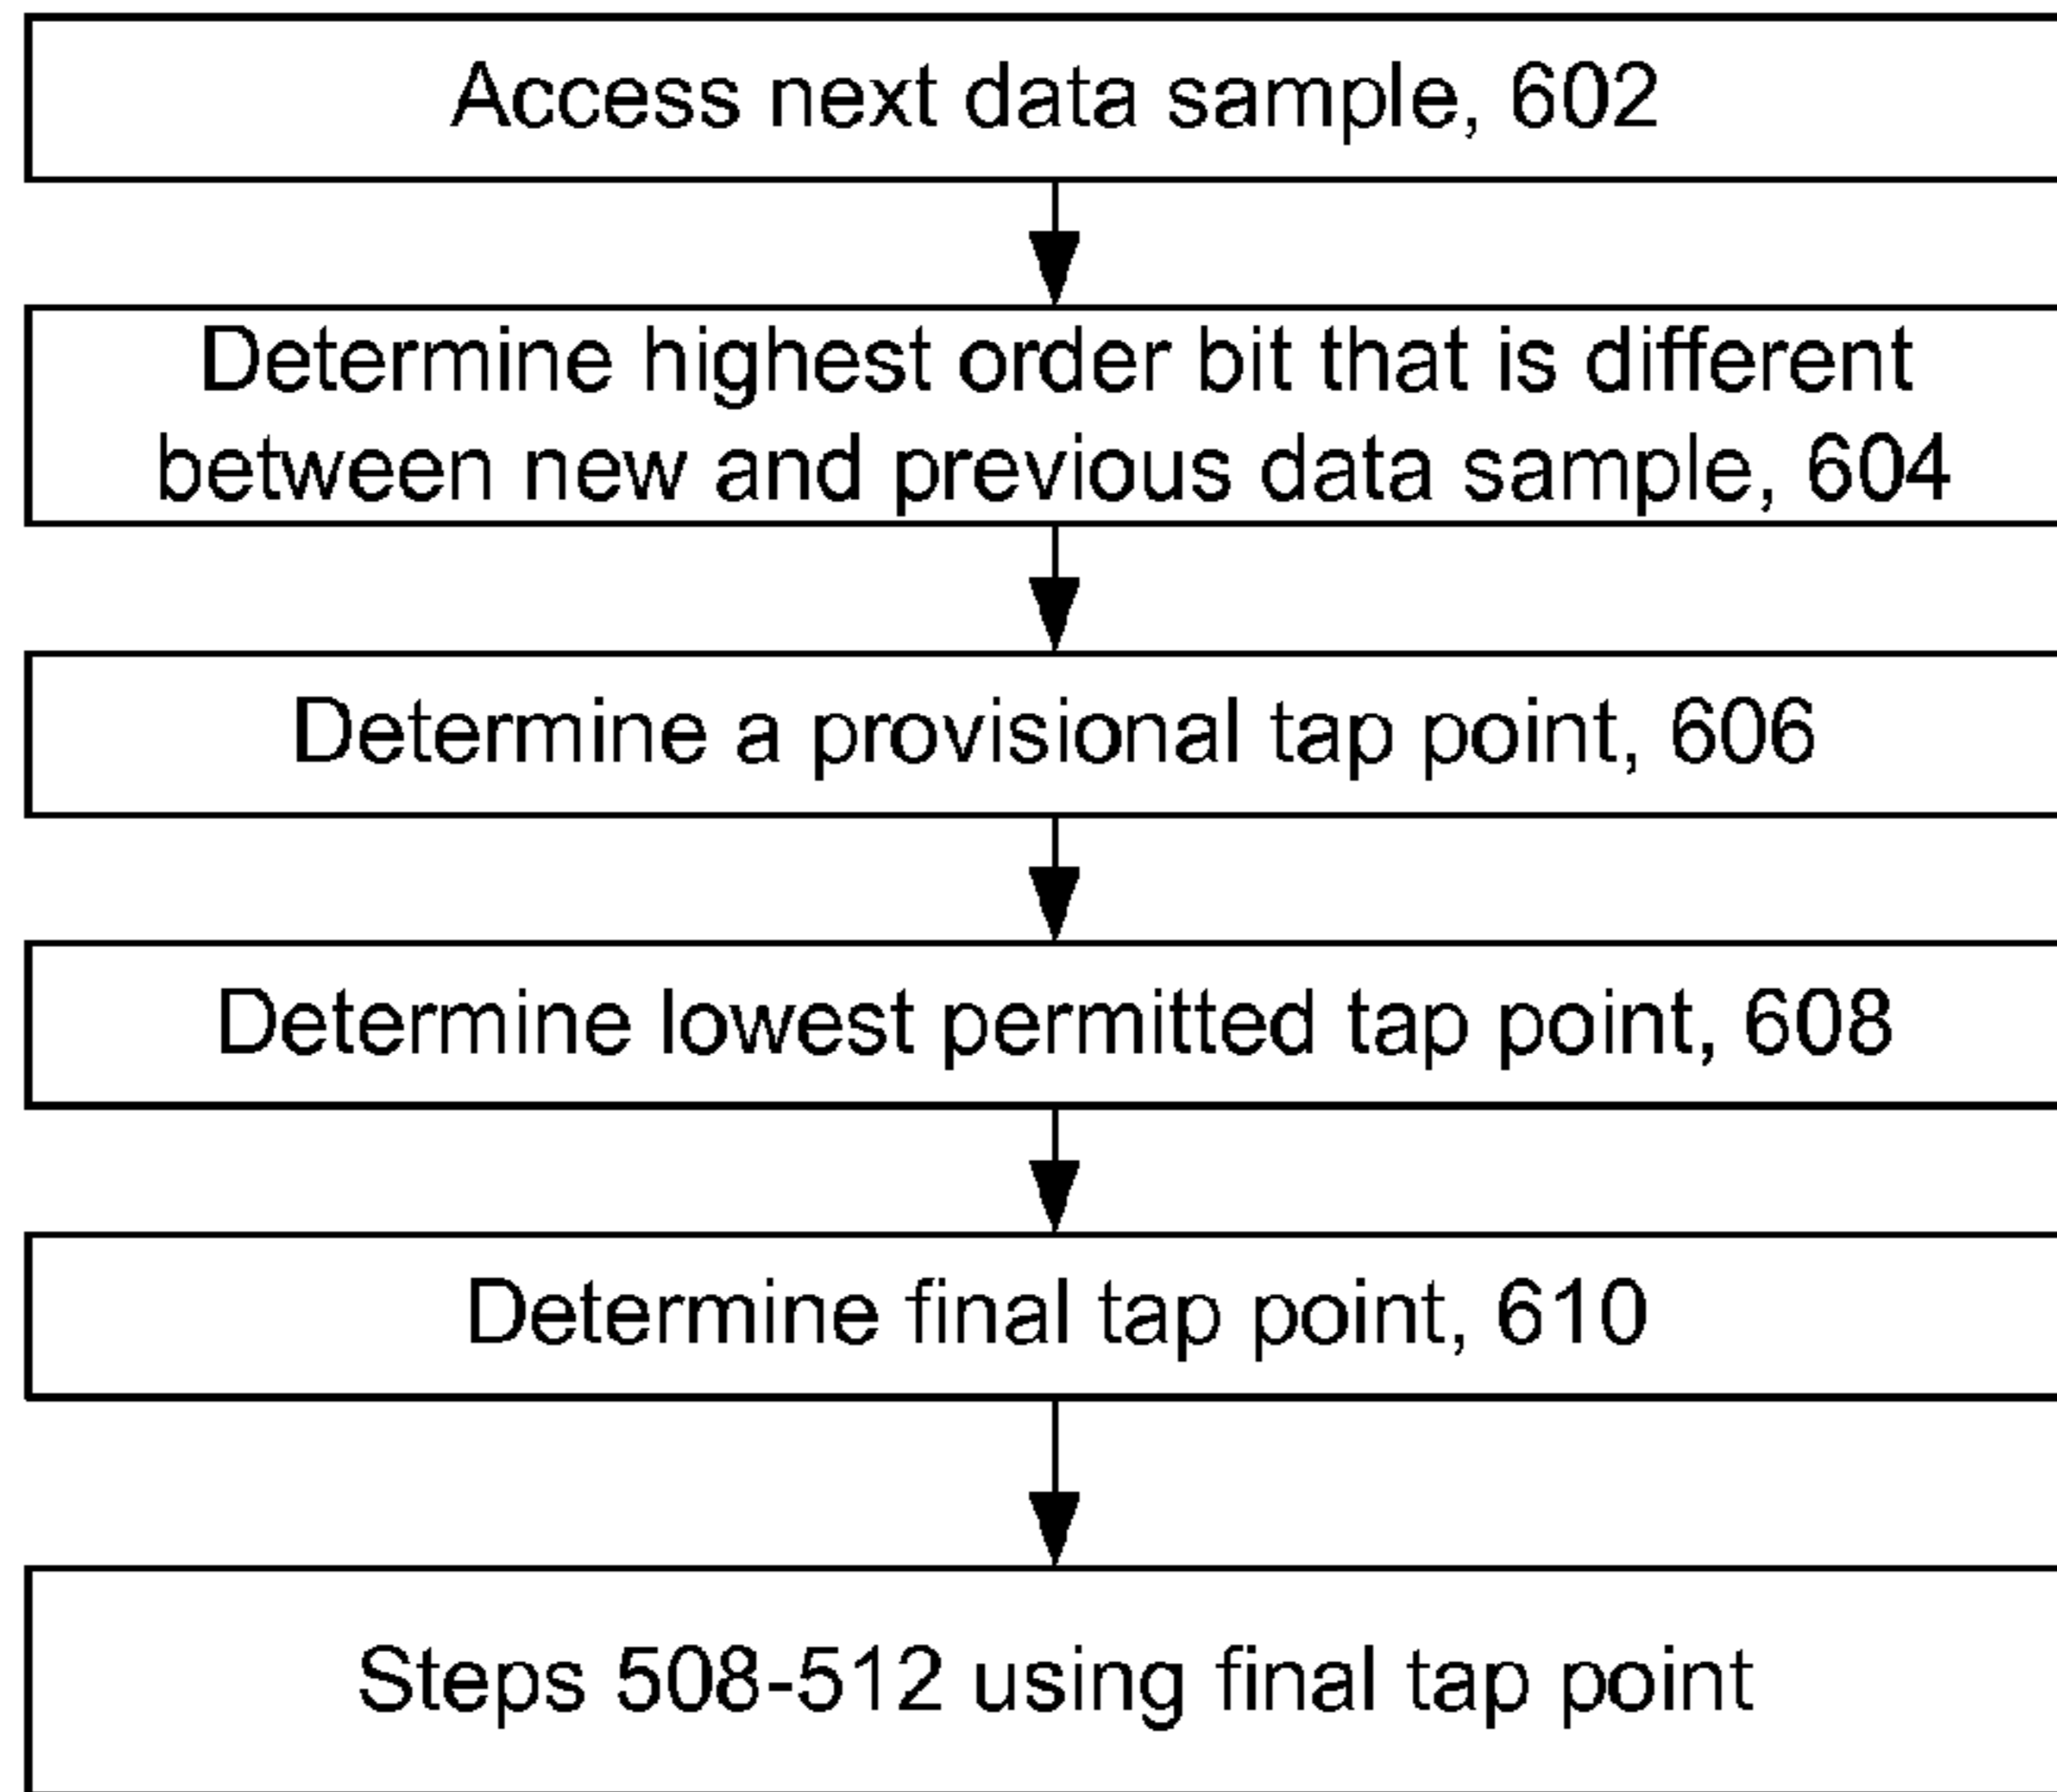 Access next data sample, 602
Determine highest order bit that is different
between new and previous data sample, 604
Determine a provisional tap point, 606
Determine lowest permitted tap point, 608
Determine final tap point, 610
Steps 508-512 using final tap point